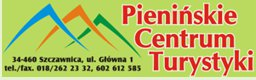 Pienińskie
Centrum
Turystyki
34-460 Szczawnica, ul. Główna 1
tel./fax. 018/262 23 32, 602 612 585